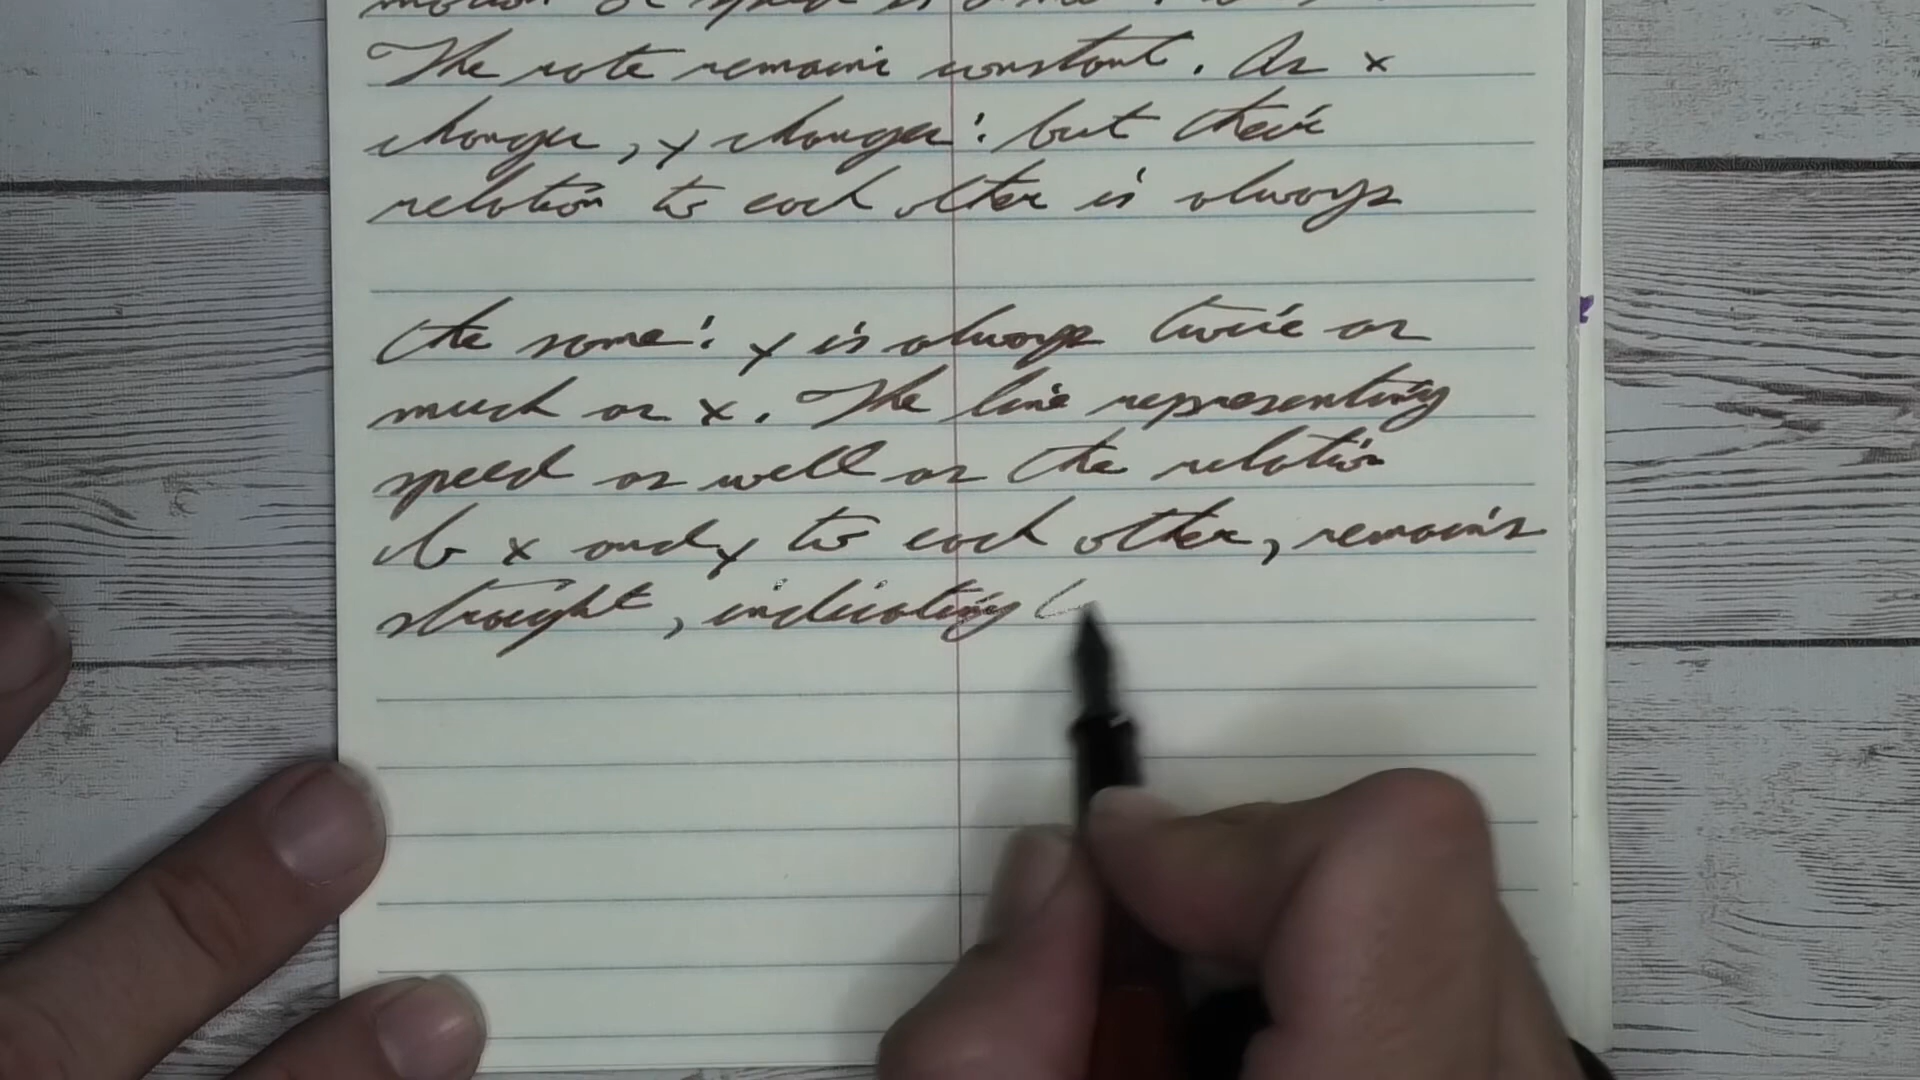 The rate remains constant. As x
changes, y changes: but their
relation to each other is always
the same: y is always twice as
much as x. The line representing
speed as well as the relation
of x and y to each other, remains
straight, indicating